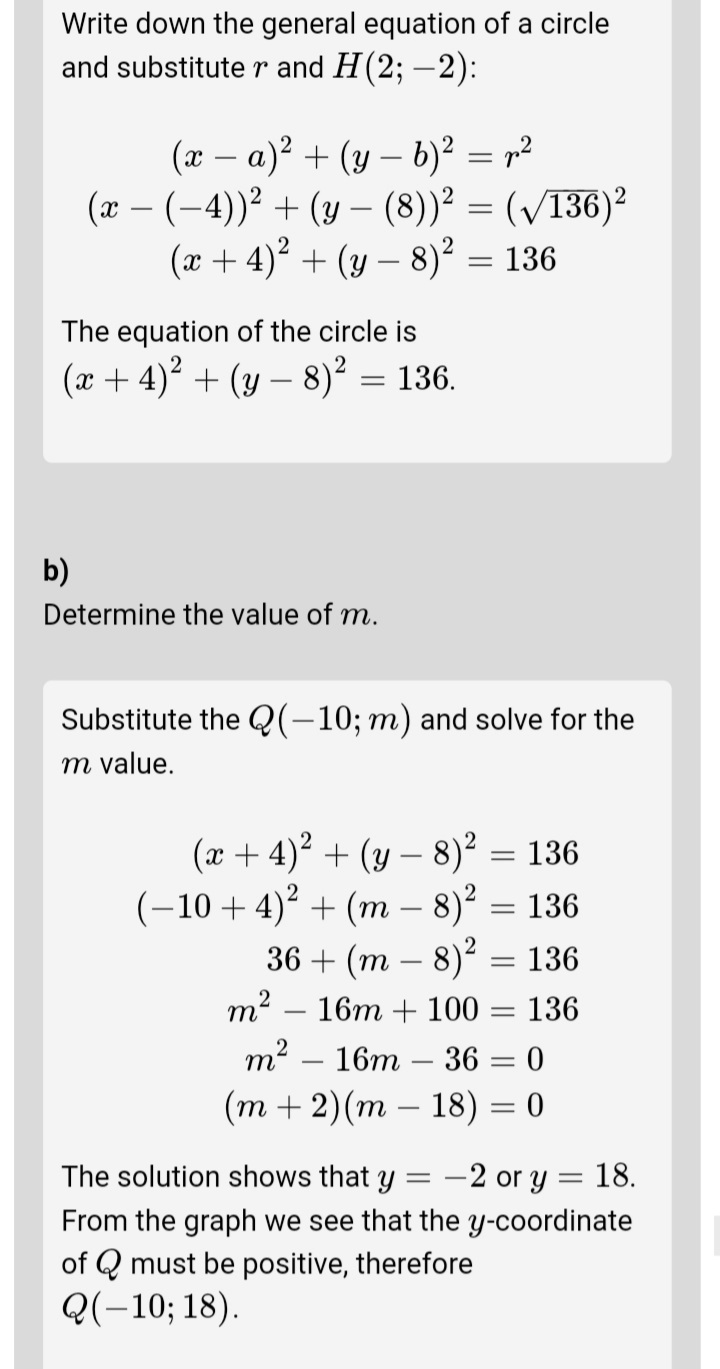 Write down the general equation of a circle
and substitute r and H(2; −2):
(x − a)² + (y − b)² = r²
(x − (−4))² + (y − (8))² = (√136)²
(x + 4)² + (y − 8)² = 136
The equation of the circle is
(x + 4)² + (y − 8)² = 136.
b)
Determine the value of m.
Substitute the Q(−10; m) and solve for the
m value.
(x + 4)² + (y − 8)² = 136
(−10 + 4)² + (m − 8)² = 136
36 + (m − 8)² = 136
m² − 16m + 100 = 136
m² − 16m − 36 = 0
(m + 2)(m − 18) = 0
The solution shows that y = −2 or y = 18.
From the graph we see that the y-coordinate
of Q must be positive, therefore
Q(−10; 18).